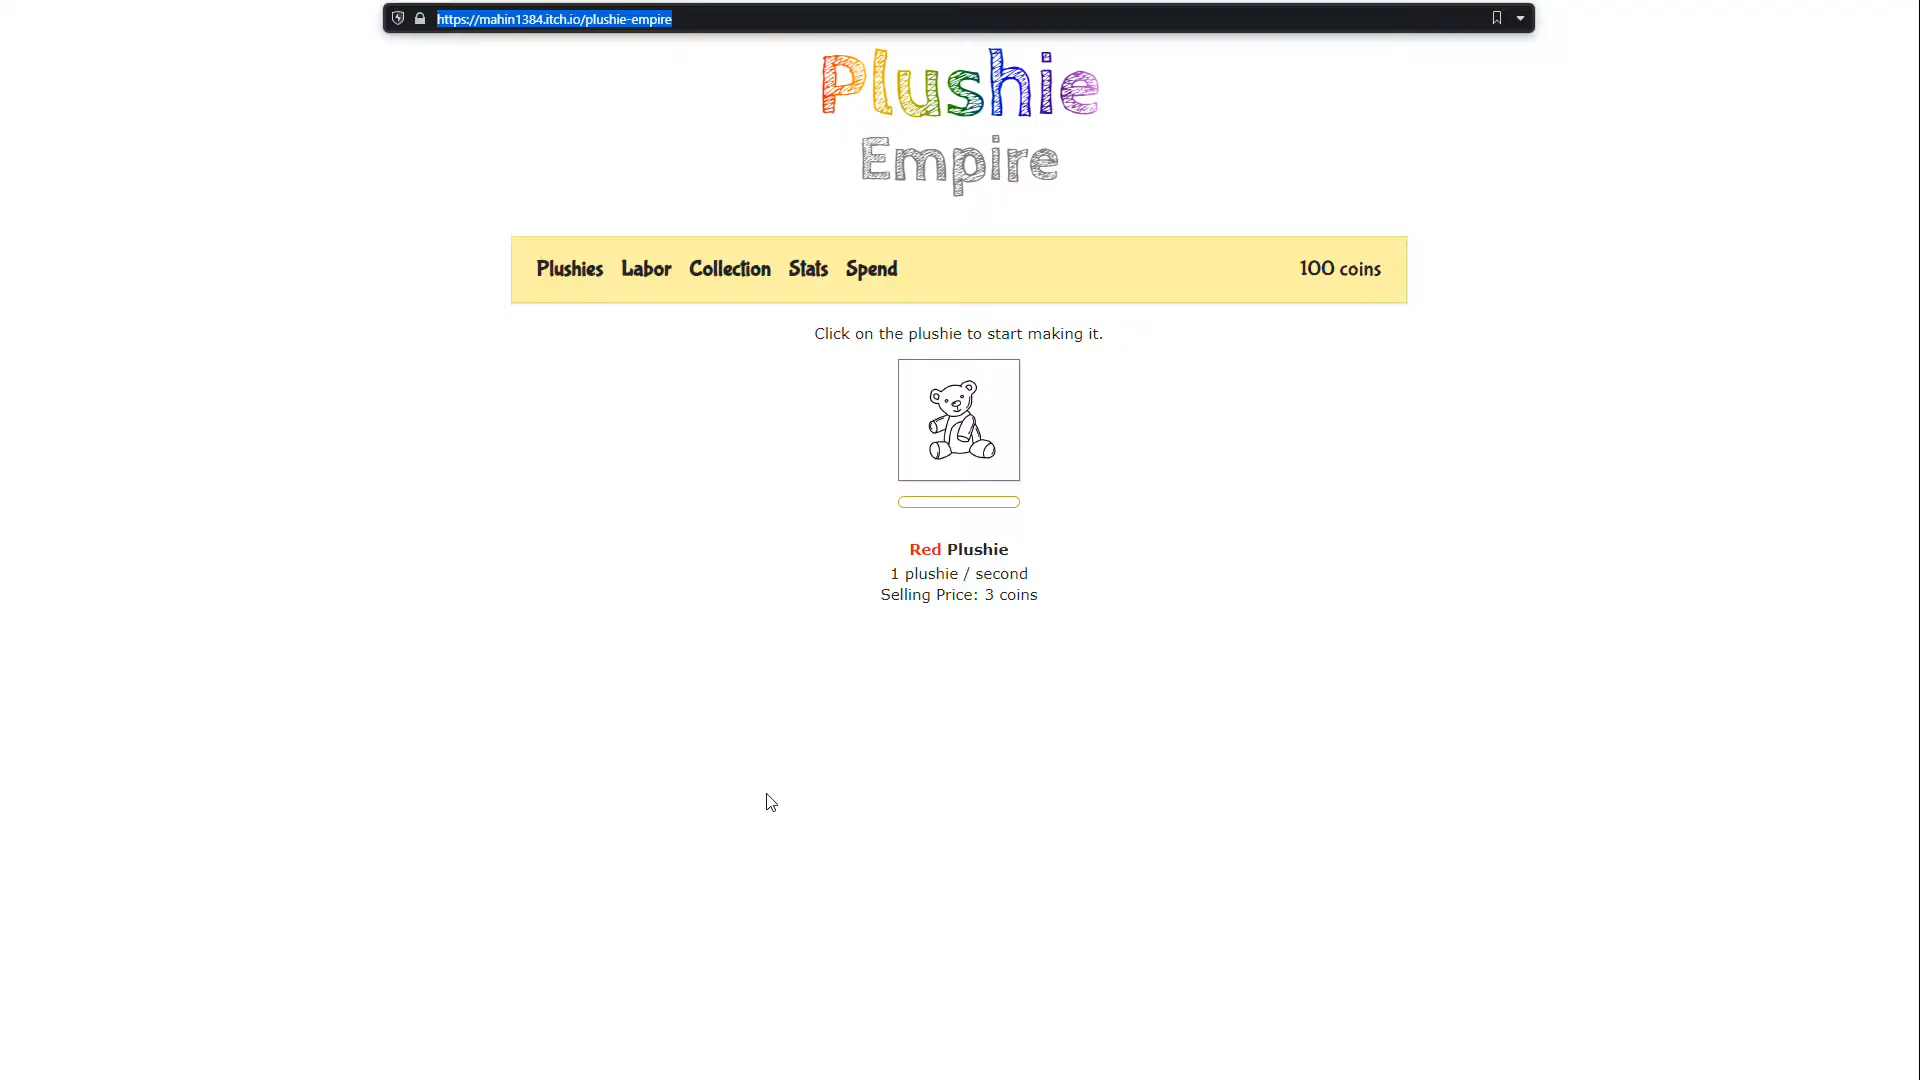 https://mahin1384.itch.io/plushie-empire
Plushie
Empire
Plushies Labor Collection Stats Spend 100 coins
Click on the plushie to start making it.
Red Plushie
1 plushie / second
Selling Price: 3 coins